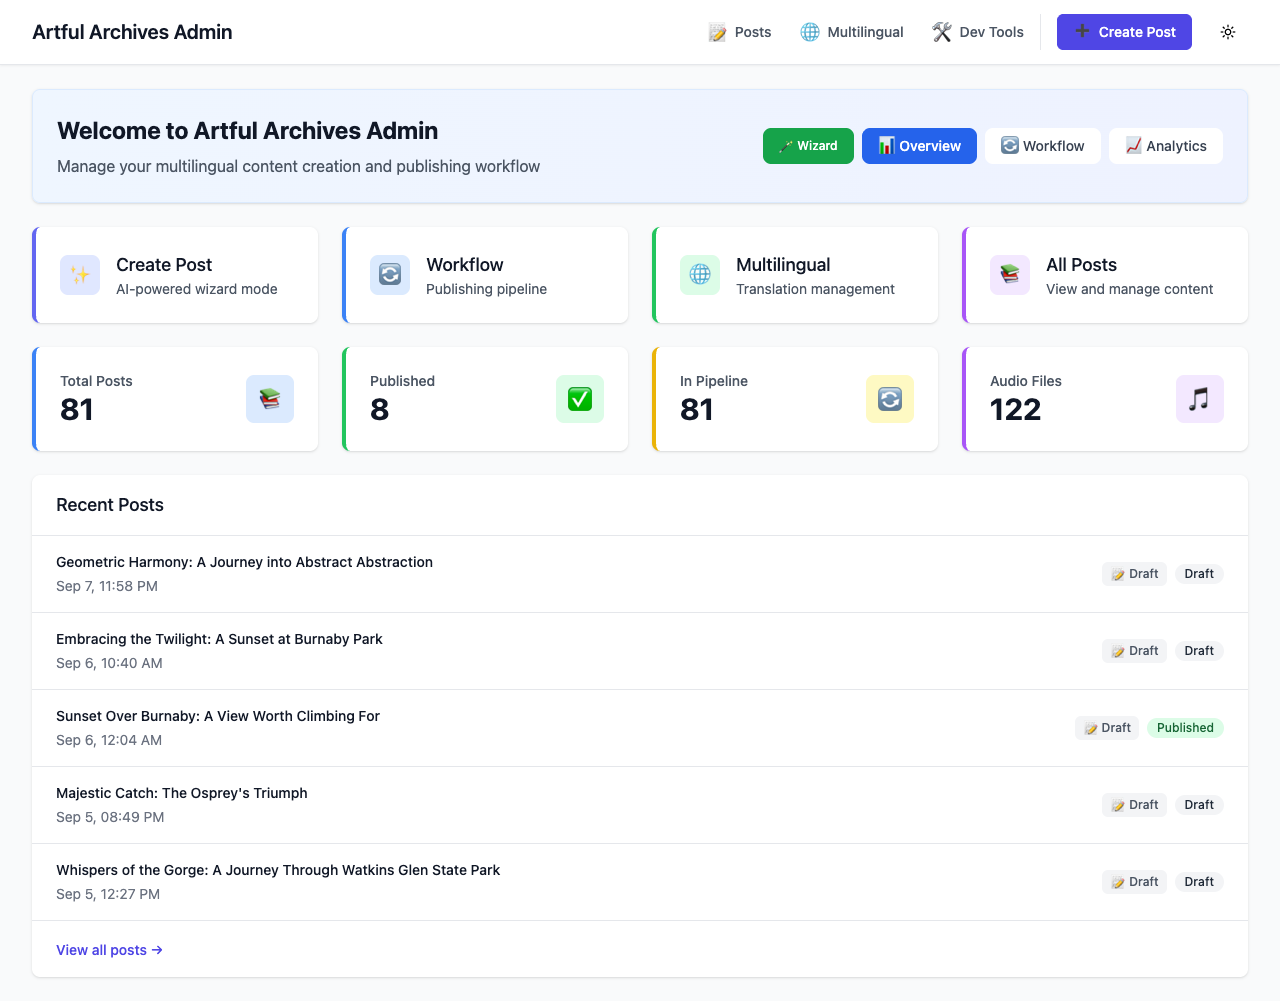 Artful Archives Admin
Posts
Multilingual
Dev Tools
Create Post
Welcome to Artful Archives Admin
Manage your multilingual content creation and publishing workflow
Wizard
Overview
Workflow
Analytics
Create Post
AI-powered wizard mode
Workflow
Publishing pipeline
Multilingual
Translation management
All Posts
View and manage content
Total Posts
81
Published
8
In Pipeline
81
Audio Files
122
Recent Posts
Geometric Harmony: A Journey into Abstract Abstraction
Sep 7, 11:58 PM
Draft
Draft
Embracing the Twilight: A Sunset at Burnaby Park
Sep 6, 10:40 AM
Draft
Draft
Sunset Over Burnaby: A View Worth Climbing For
Sep 6, 12:04 AM
Draft
Published
Majestic Catch: The Osprey's Triumph
Sep 5, 08:49 PM
Draft
Draft
Whispers of the Gorge: A Journey Through Watkins Glen State Park
Sep 5, 12:27 PM
Draft
Draft
View all posts →